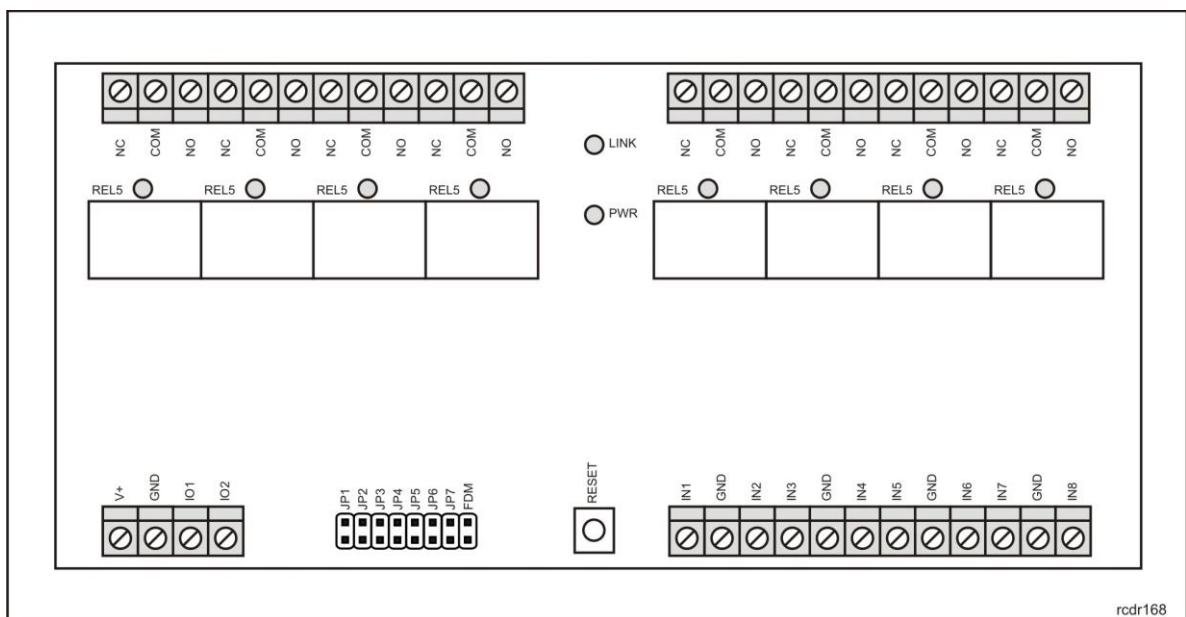 NC COM NO NC COM NO NC COM NO NC COM NO
NC COM NO NC COM NO NC COM NO NC COM NO
LINK
REL5 REL5 REL5 REL5
REL5 REL5 REL5 REL5
PWR
V+ GND IO1 IO2
JP1 JP2 JP3 JP4 JP5 JP6 JP7 FDM
RESET
IN1 GND IN2 IN3 GND IN4 IN5 GND IN6 IN7 GND IN8
rcdr168